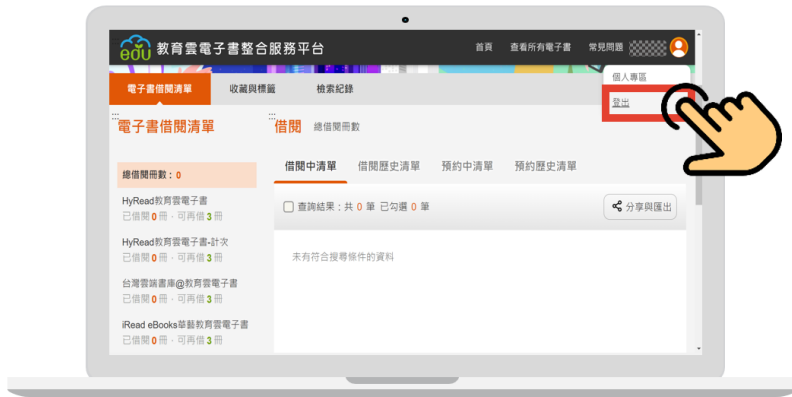 edu 教育雲電子書整合服務平台
首頁 查看所有電子書 常見問題
個人專區
登出
電子書借閱清單 收藏與標籤 檢索紀錄
電子書借閱清單
總借閱冊數：0
HyRead教育雲電子書
已借閱 0 冊 · 可再借 3 冊
HyRead教育雲電子書-計次
已借閱 0 冊 · 可再借 3 冊
台灣雲端書庫@教育雲電子書
已借閱 0 冊 · 可再借 3 冊
iRead eBooks華藝教育雲電子書
已借閱 0 冊 · 可再借 3 冊
借閱 總借閱冊數
借閱中清單 借閱歷史清單 預約中清單 預約歷史清單
查詢結果：共 0 筆 已勾選 0 筆
分享與匯出
未有符合搜尋條件的資料